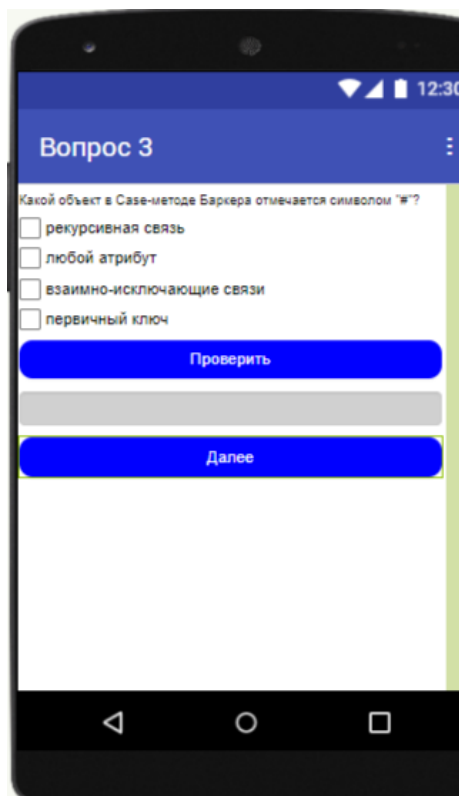 12:30
Вопрос 3
Какой объект в Case-методе Баркера отмечается символом "#"?
рекурсивная связь
любой атрибут
взаимно-исключающие связи
первичный ключ
Проверить
Далее